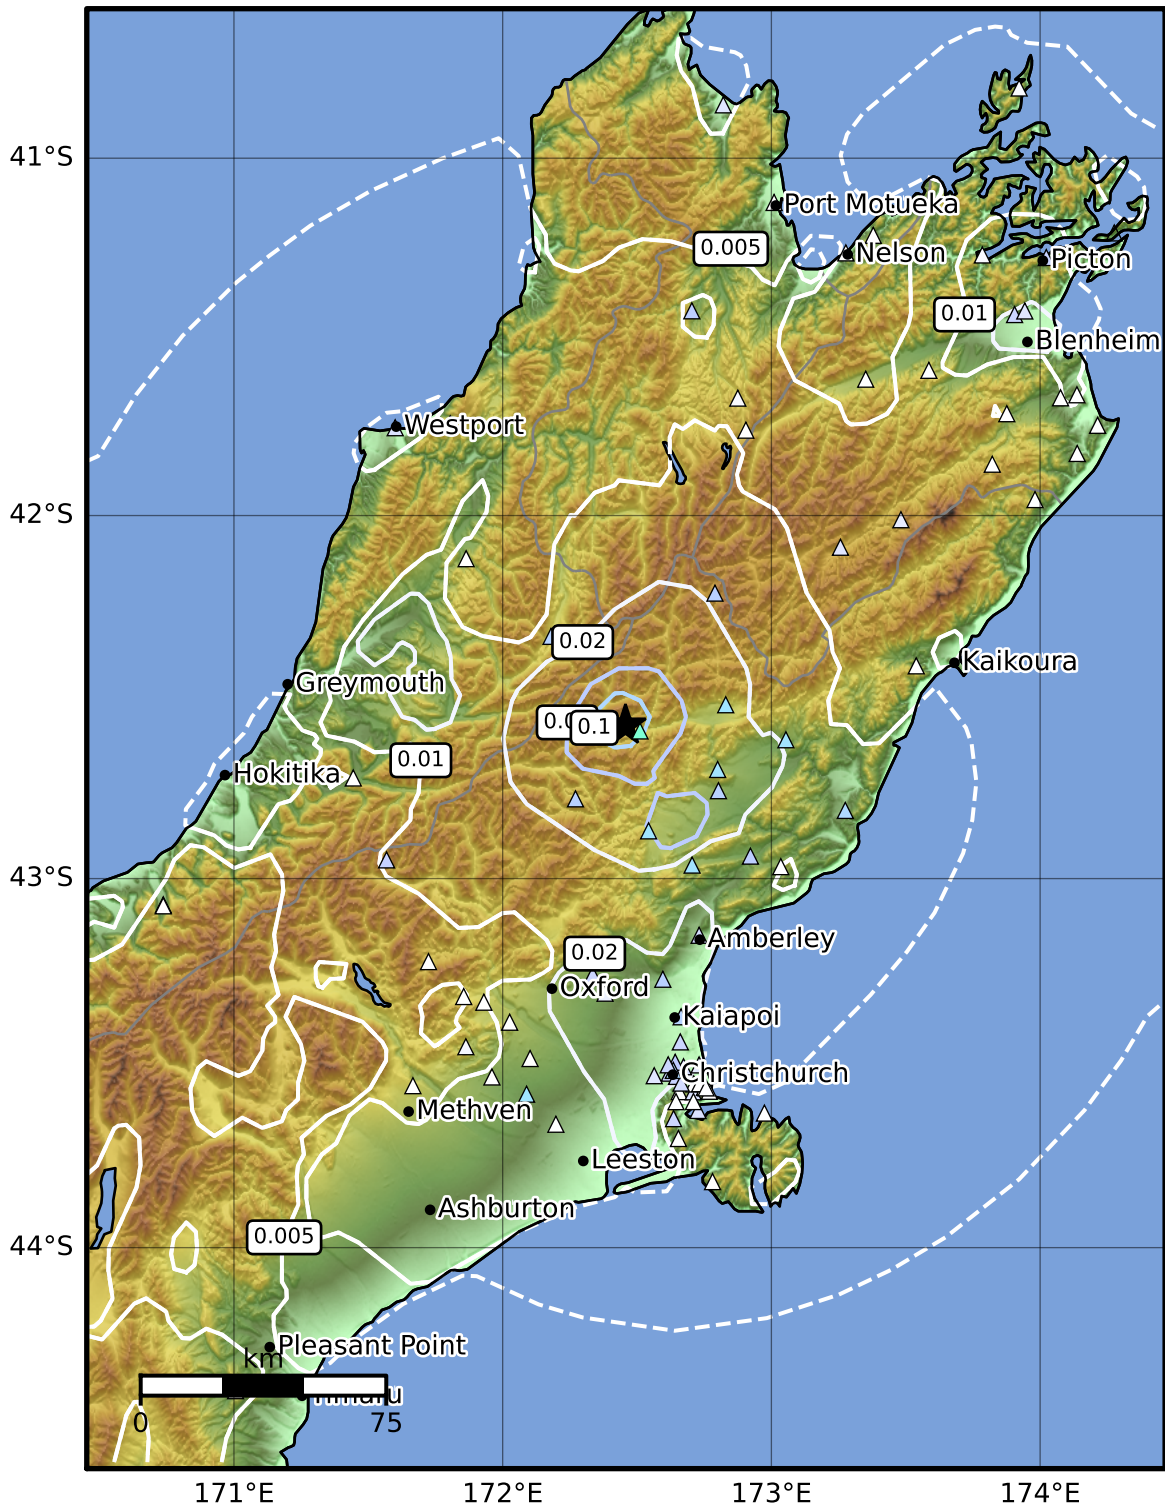 41°S
Port Motueka
0.005
Nelson
Picton
0.01
Blenheim
Westport
42°S
0.02
Kaikoura
Greymouth
0.1
0.01
Hokitika
43°S
Amberley
0.02
Oxford
Kaiapoi
Christchurch
Methven
Leeston
Ashburton
0.005
44°S
Pleasant Point
km
0
75
171°E
172°E
173°E
174°E